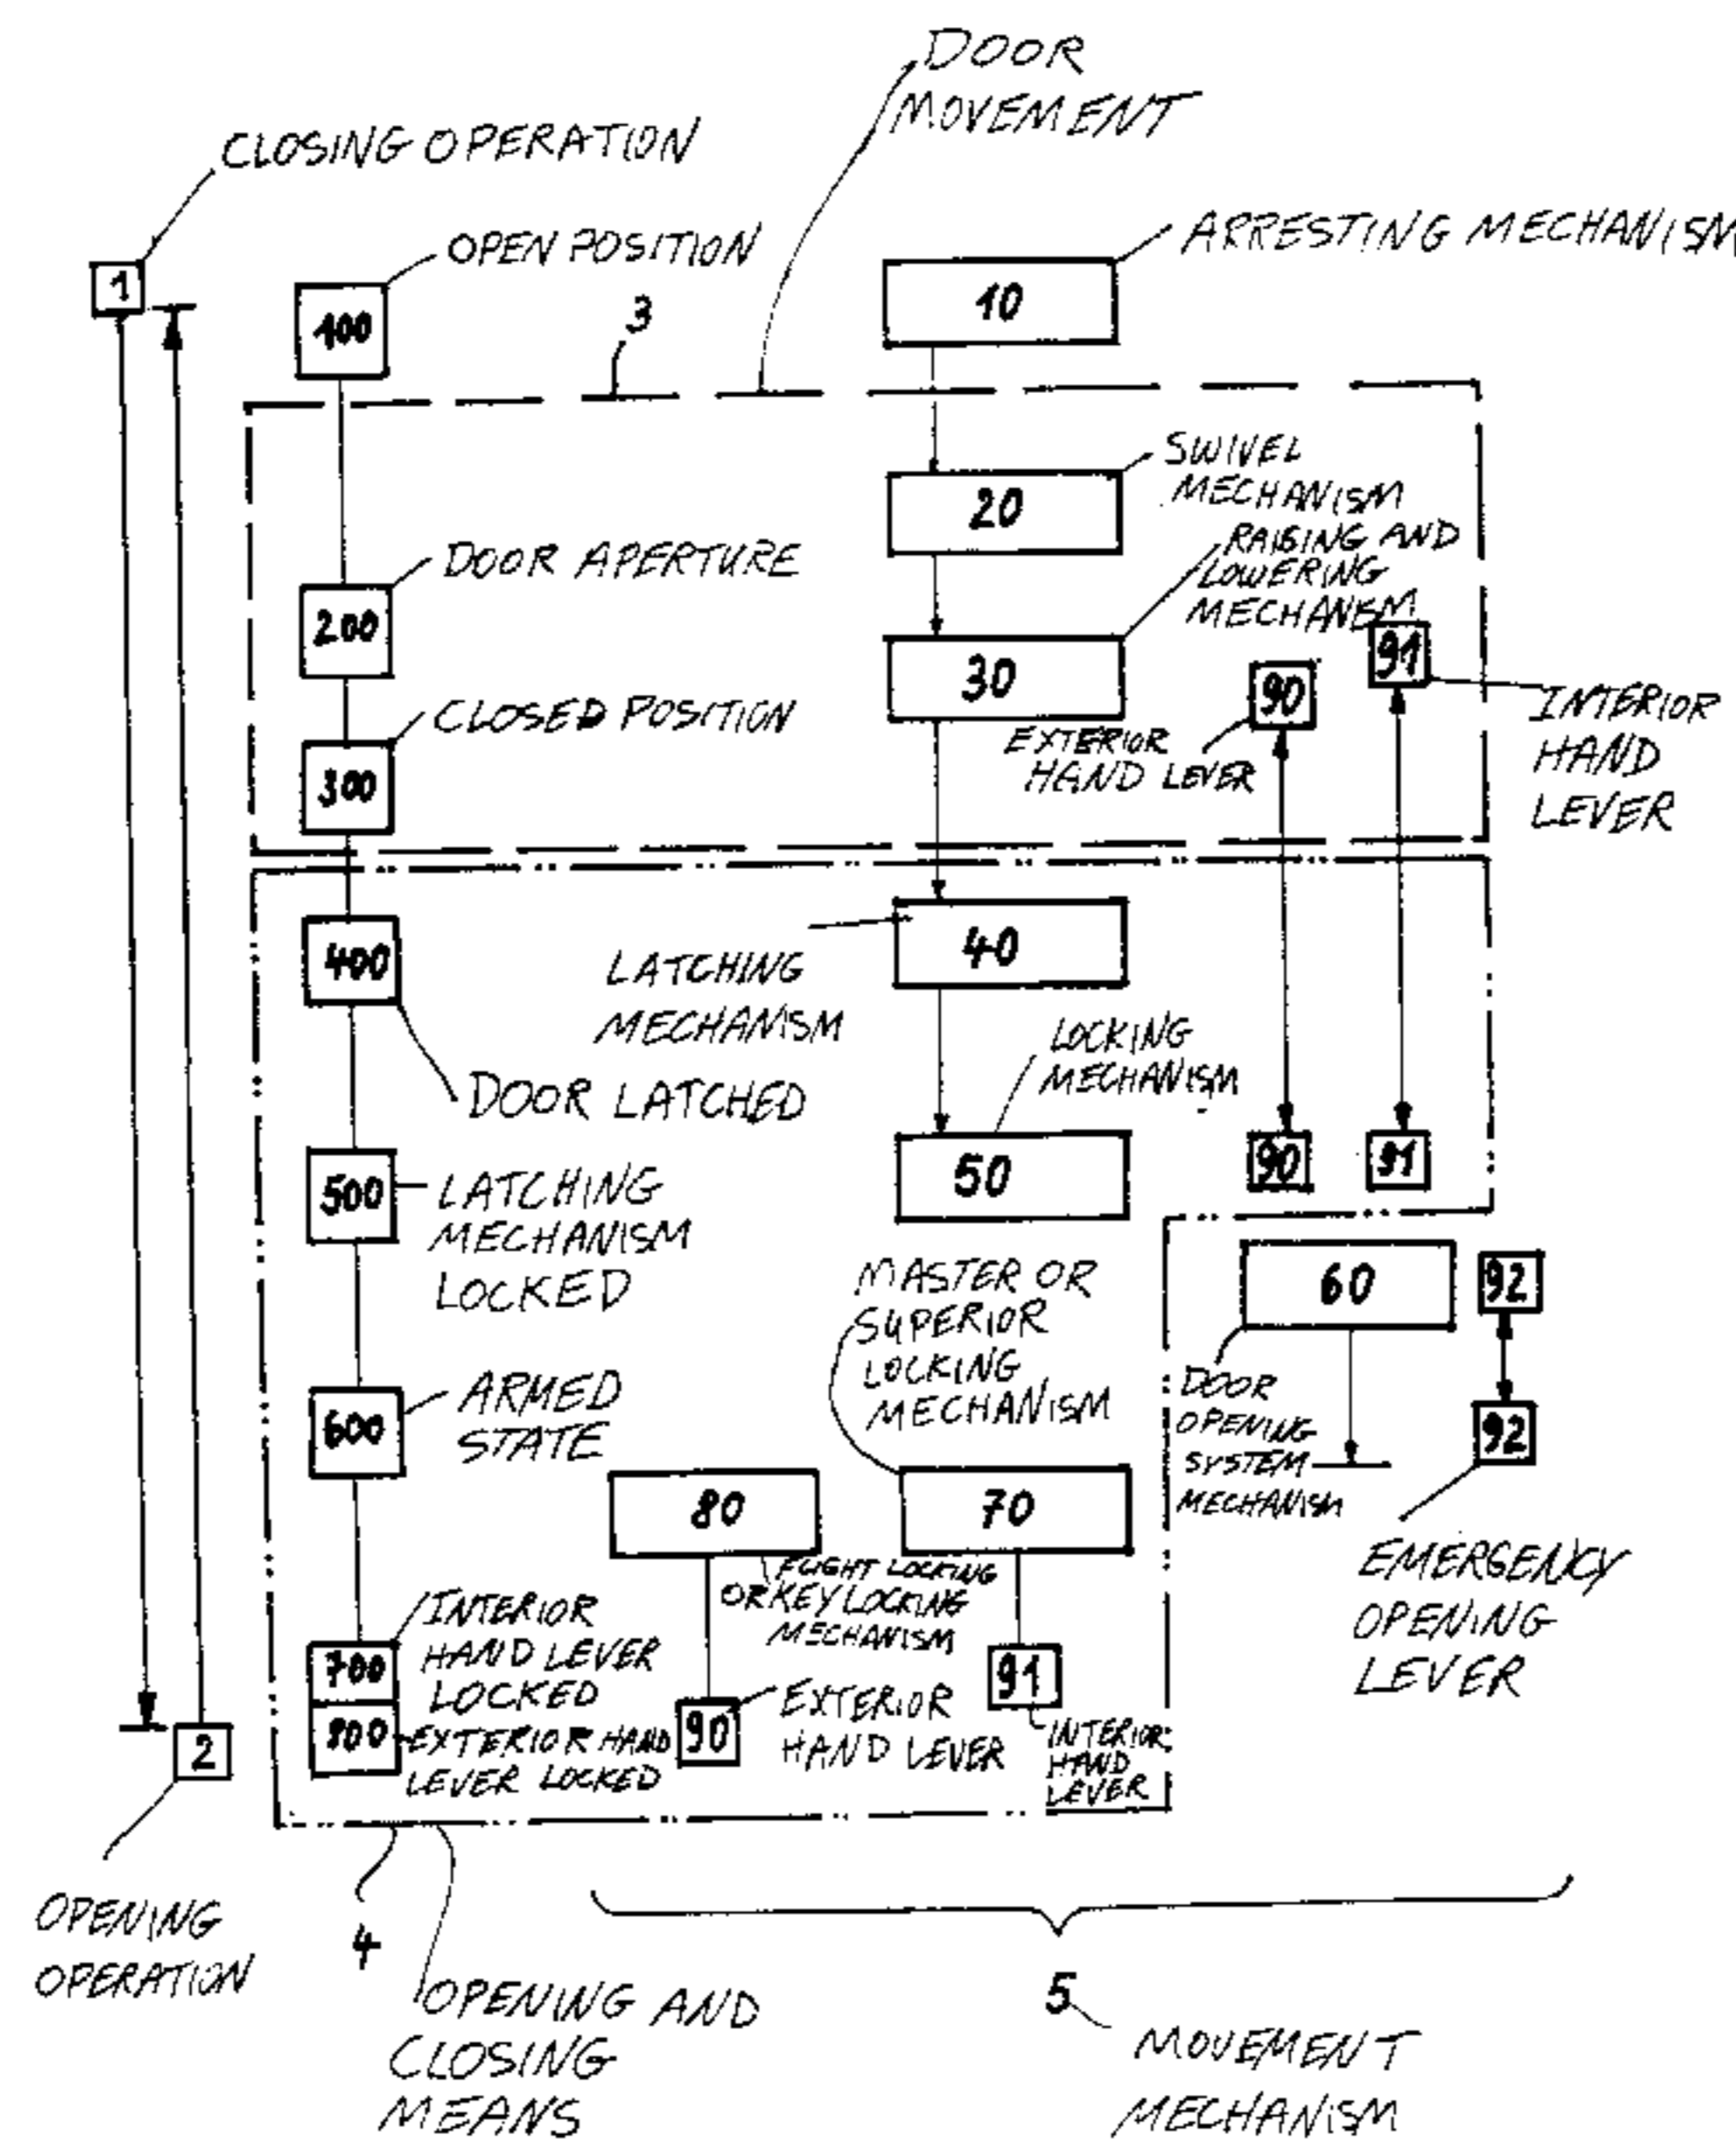 DOOR
MOVEMENT
CLOSING OPERATION
ARRESTING MECHANISM
OPEN POSITION
1
100
3
10
SWIVEL
MECHANISM
20
RAISING AND
LOWERING
MECHANISM
DOOR APERTURE
200
30
90
91
CLOSED POSITION
300
EXTERIOR
HAND LEVER
INTERIOR
HAND
LEVER
400
40
LATCHING
MECHANISM
LOCKING
MECHANISM
DOOR LATCHED
500
50
90
91
LATCHING
MECHANISM
LOCKED
MASTER OR
SUPERIOR
LOCKING
MECHANISM
60
92
DOOR
OPENING
SYSTEM
MECHANISM
92
ARMED
STATE
600
80
70
FLIGHT LOCKING
OR KEY LOCKING
MECHANISM
EMERGENCY
OPENING
LEVER
INTERIOR
HAND LEVER
LOCKED
700
800
EXTERIOR HAND
LEVER LOCKED
90
EXTERIOR
HAND LEVER
91
INTERIOR
HAND
LEVER
2
OPENING
OPERATION
4
OPENING AND
CLOSING
MEANS
5
MOVEMENT
MECHANISM